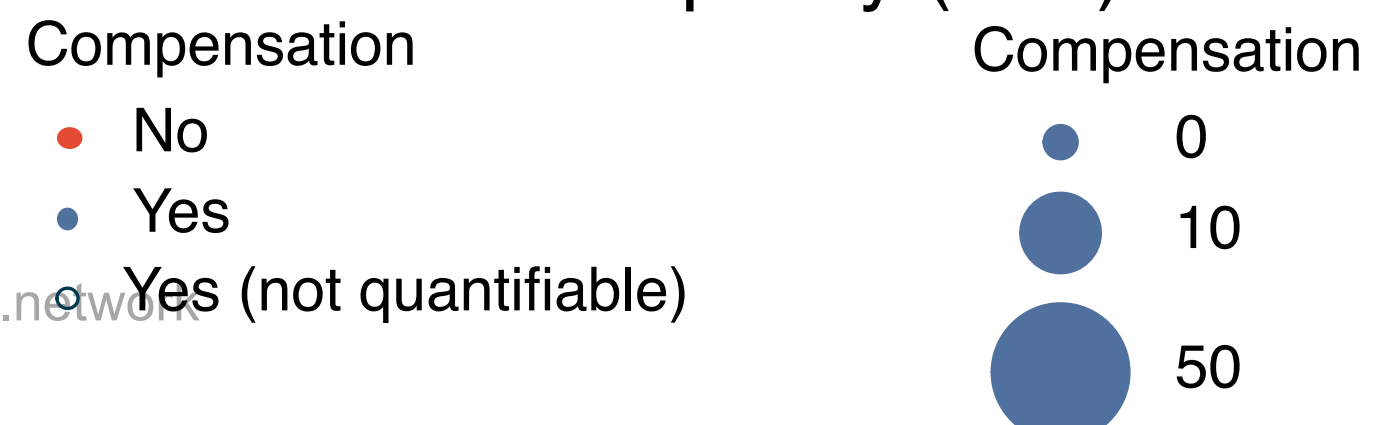 Compensation
No
Yes
Yes (not quantifiable)
.network
Compensation
0
10
50